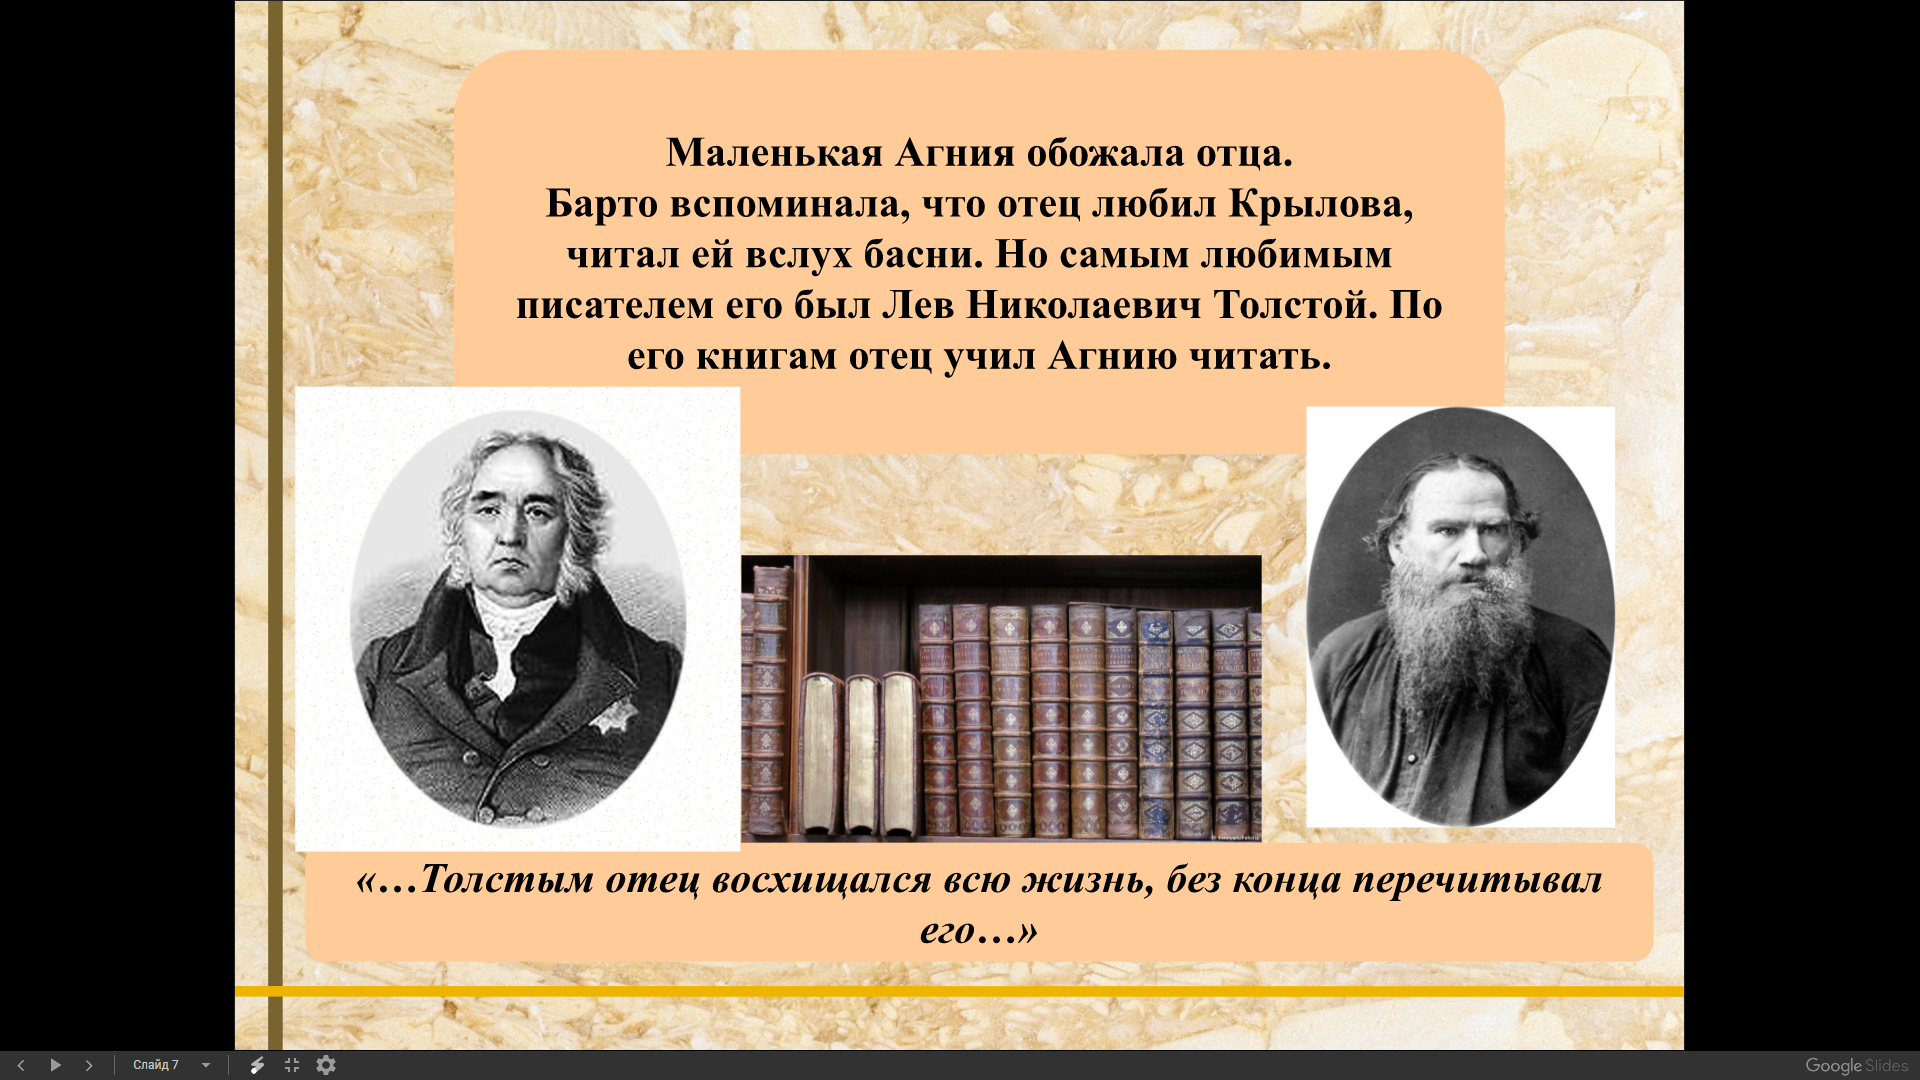 Маленькая Агния обожала отца.
Барто вспоминала, что отец любил Крылова,
читал ей вслух басни. Но самым любимым
писателем его был Лев Николаевич Толстой. По
его книгам отец учил Агнию читать.
«…Толстым отец восхищался всю жизнь, без конца перечитывал
его…»
Слайд 7
Google Slides